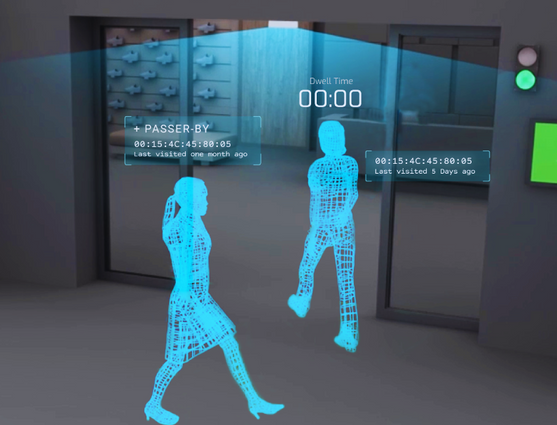 Dwell Time
00:00
+ PASSER-BY
00:15:4C:45:80:05
Last visited one month ago
00:15:4C:45:80:05
Last visited 5 Days ago